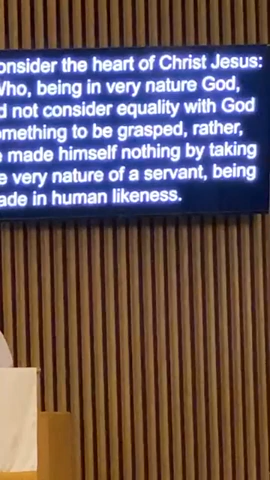 onsider the heart of Christ Jesus:
Who, being in very nature God,
d not consider equality with God
omething to be grasped, rather,
e made himself nothing by taking
e very nature of a servant, being
ade in human likeness.